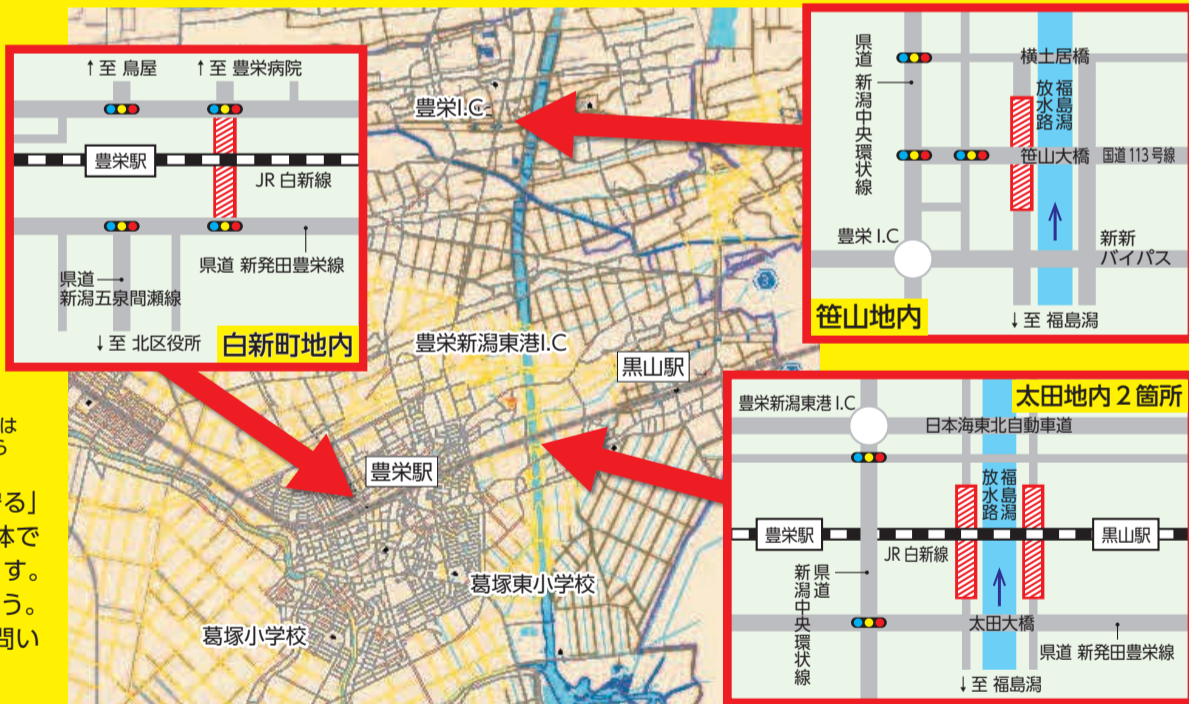 ↑至 鳥屋
↑至 豊栄病院
豊栄駅
JR 白新線
県道 新発田豊栄線
県道
新潟五泉間瀬線
↓至 北区役所
白新町地内
豊栄I.C
豊栄新潟東港I.C
黒山駅
豊栄駅
葛塚東小学校
葛塚小学校
県道 新潟中央環状線
横土居橋
福島潟
放水路
笹山大橋
国道113号線
豊栄 I.C
新新
バイパス
笹山地内
↓至 福島潟
太田地内2箇所
豊栄新潟東港 I.C
日本海東北自動車道
福島潟
放水路
豊栄駅
JR 白新線
黒山駅
県道
新潟中央環状線
太田大橋
県道 新発田豊栄線
↓至 福島潟
は
ら
る」
体で
す。
う。
問い